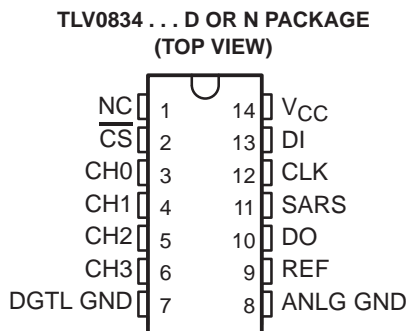 TLV0834 . . . D OR N PACKAGE
(TOP VIEW)
NC 1 14 VCC
CS 2 13 DI
CH0 3 12 CLK
CH1 4 11 SARS
CH2 5 10 DO
CH3 6 9 REF
DGTL GND 7 8 ANLG GND